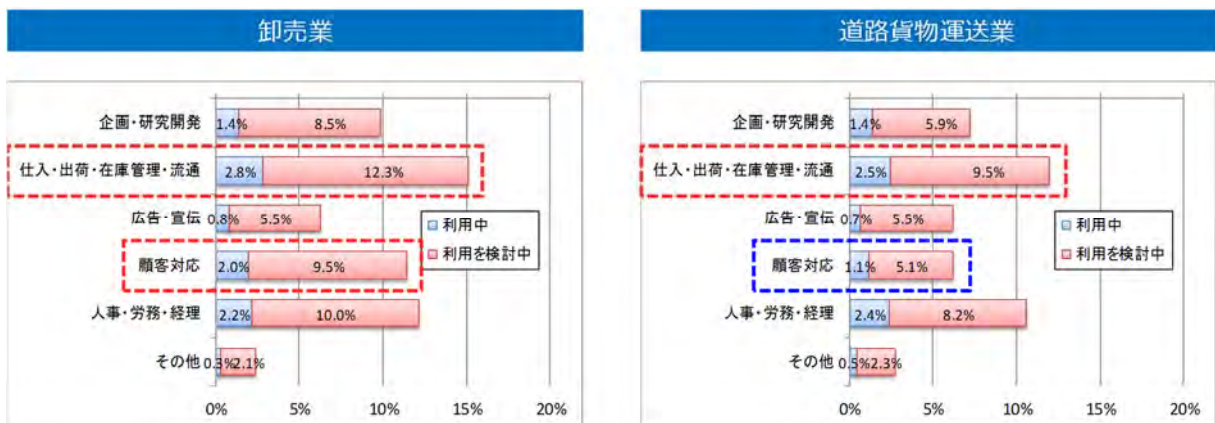 卸売業
企画・研究開発
1.4%
8.5%
仕入・出荷・在庫管理・流通
2.8%
12.3%
広告・宣伝
0.8%
5.5%
利用中
利用を検討中
顧客対応
2.0%
9.5%
人事・労務・経理
2.2%
10.0%
その他
0.3%
2.1%
0%
5%
10%
15%
20%
道路貨物運送業
企画・研究開発
1.4%
5.9%
仕入・出荷・在庫管理・流通
2.5%
9.5%
広告・宣伝
0.7%
5.5%
利用中
利用を検討中
顧客対応
1.1%
5.1%
人事・労務・経理
2.4%
8.2%
その他
0.5%
2.3%
0%
5%
10%
15%
20%